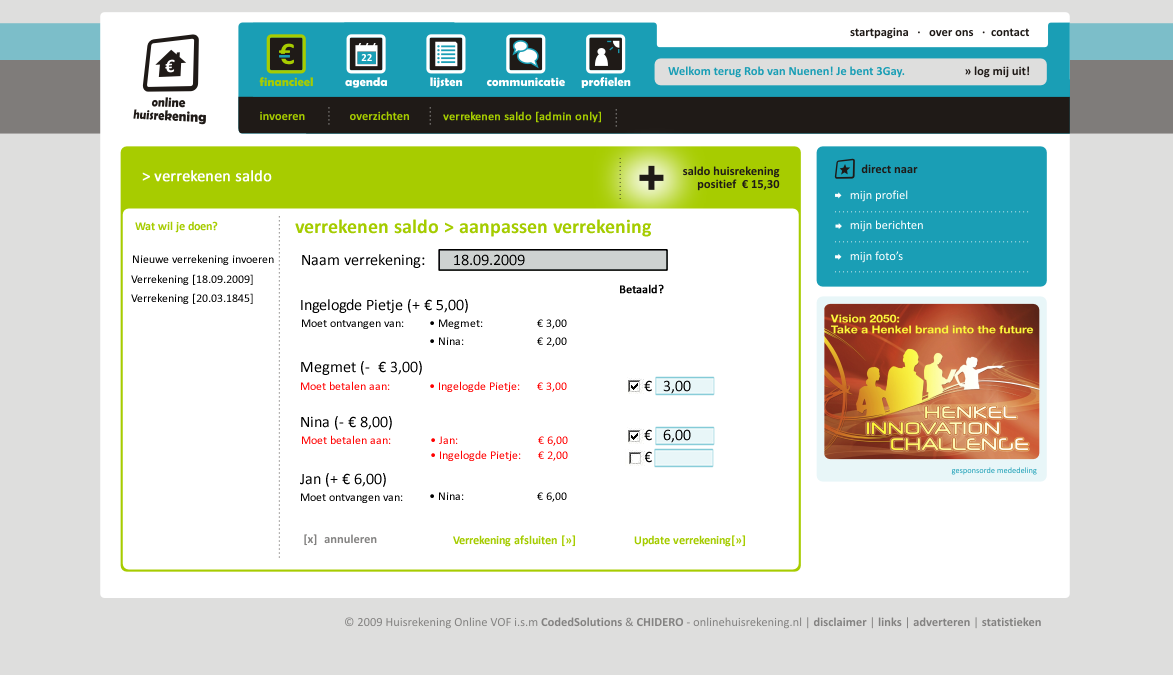 startpagina · over ons · contact
€
22
financieel agenda lijsten communicatie profielen
Welkom terug Rob van Nuenen! Je bent 3Gay. » log mij uit!
€
online
huisrekening
invoeren overzichten verrekenen saldo [admin only]
> verrekenen saldo
saldo huisrekening
positief € 15,30
direct naar
mijn profiel
mijn berichten
mijn foto's
Wat wil je doen?
Nieuwe verrekening invoeren
Verrekening [18.09.2009]
Verrekening [20.03.1845]
verrekenen saldo > aanpassen verrekening
Naam verrekening: 18.09.2009
Betaald?
Ingelogde Pietje (+ € 5,00)
Moet ontvangen van: • Megmet: € 3,00
• Nina: € 2,00
Megmet (- € 3,00)
Moet betalen aan: • Ingelogde Pietje: € 3,00 € 3,00
Nina (- € 8,00)
Moet betalen aan: • Jan: € 6,00 € 6,00
• Ingelogde Pietje: € 2,00 €
Jan (+ € 6,00)
Moet ontvangen van: • Nina: € 6,00
[x] annuleren Verrekening afsluiten [»] Update verrekening[»]
Vision 2050:
Take a Henkel brand into the future
HENKEL
INNOVATION
CHALLENGE
gesponsorde mededeling
© 2009 Huisrekening Online VOF i.s.m CodedSolutions & CHIDERO - onlinehuisrekening.nl | disclaimer | links | adverteren | statistieken